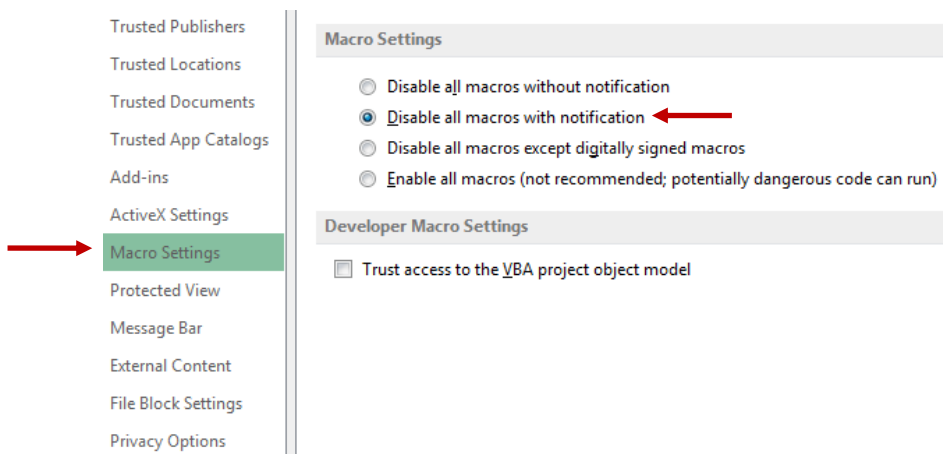 Trusted Publishers
Trusted Locations
Trusted Documents
Trusted App Catalogs
Add-ins
ActiveX Settings
Macro Settings
Protected View
Message Bar
External Content
File Block Settings
Privacy Options
Macro Settings
Disable all macros without notification
Disable all macros with notification
Disable all macros except digitally signed macros
Enable all macros (not recommended; potentially dangerous code can run)
Developer Macro Settings
Trust access to the VBA project object model